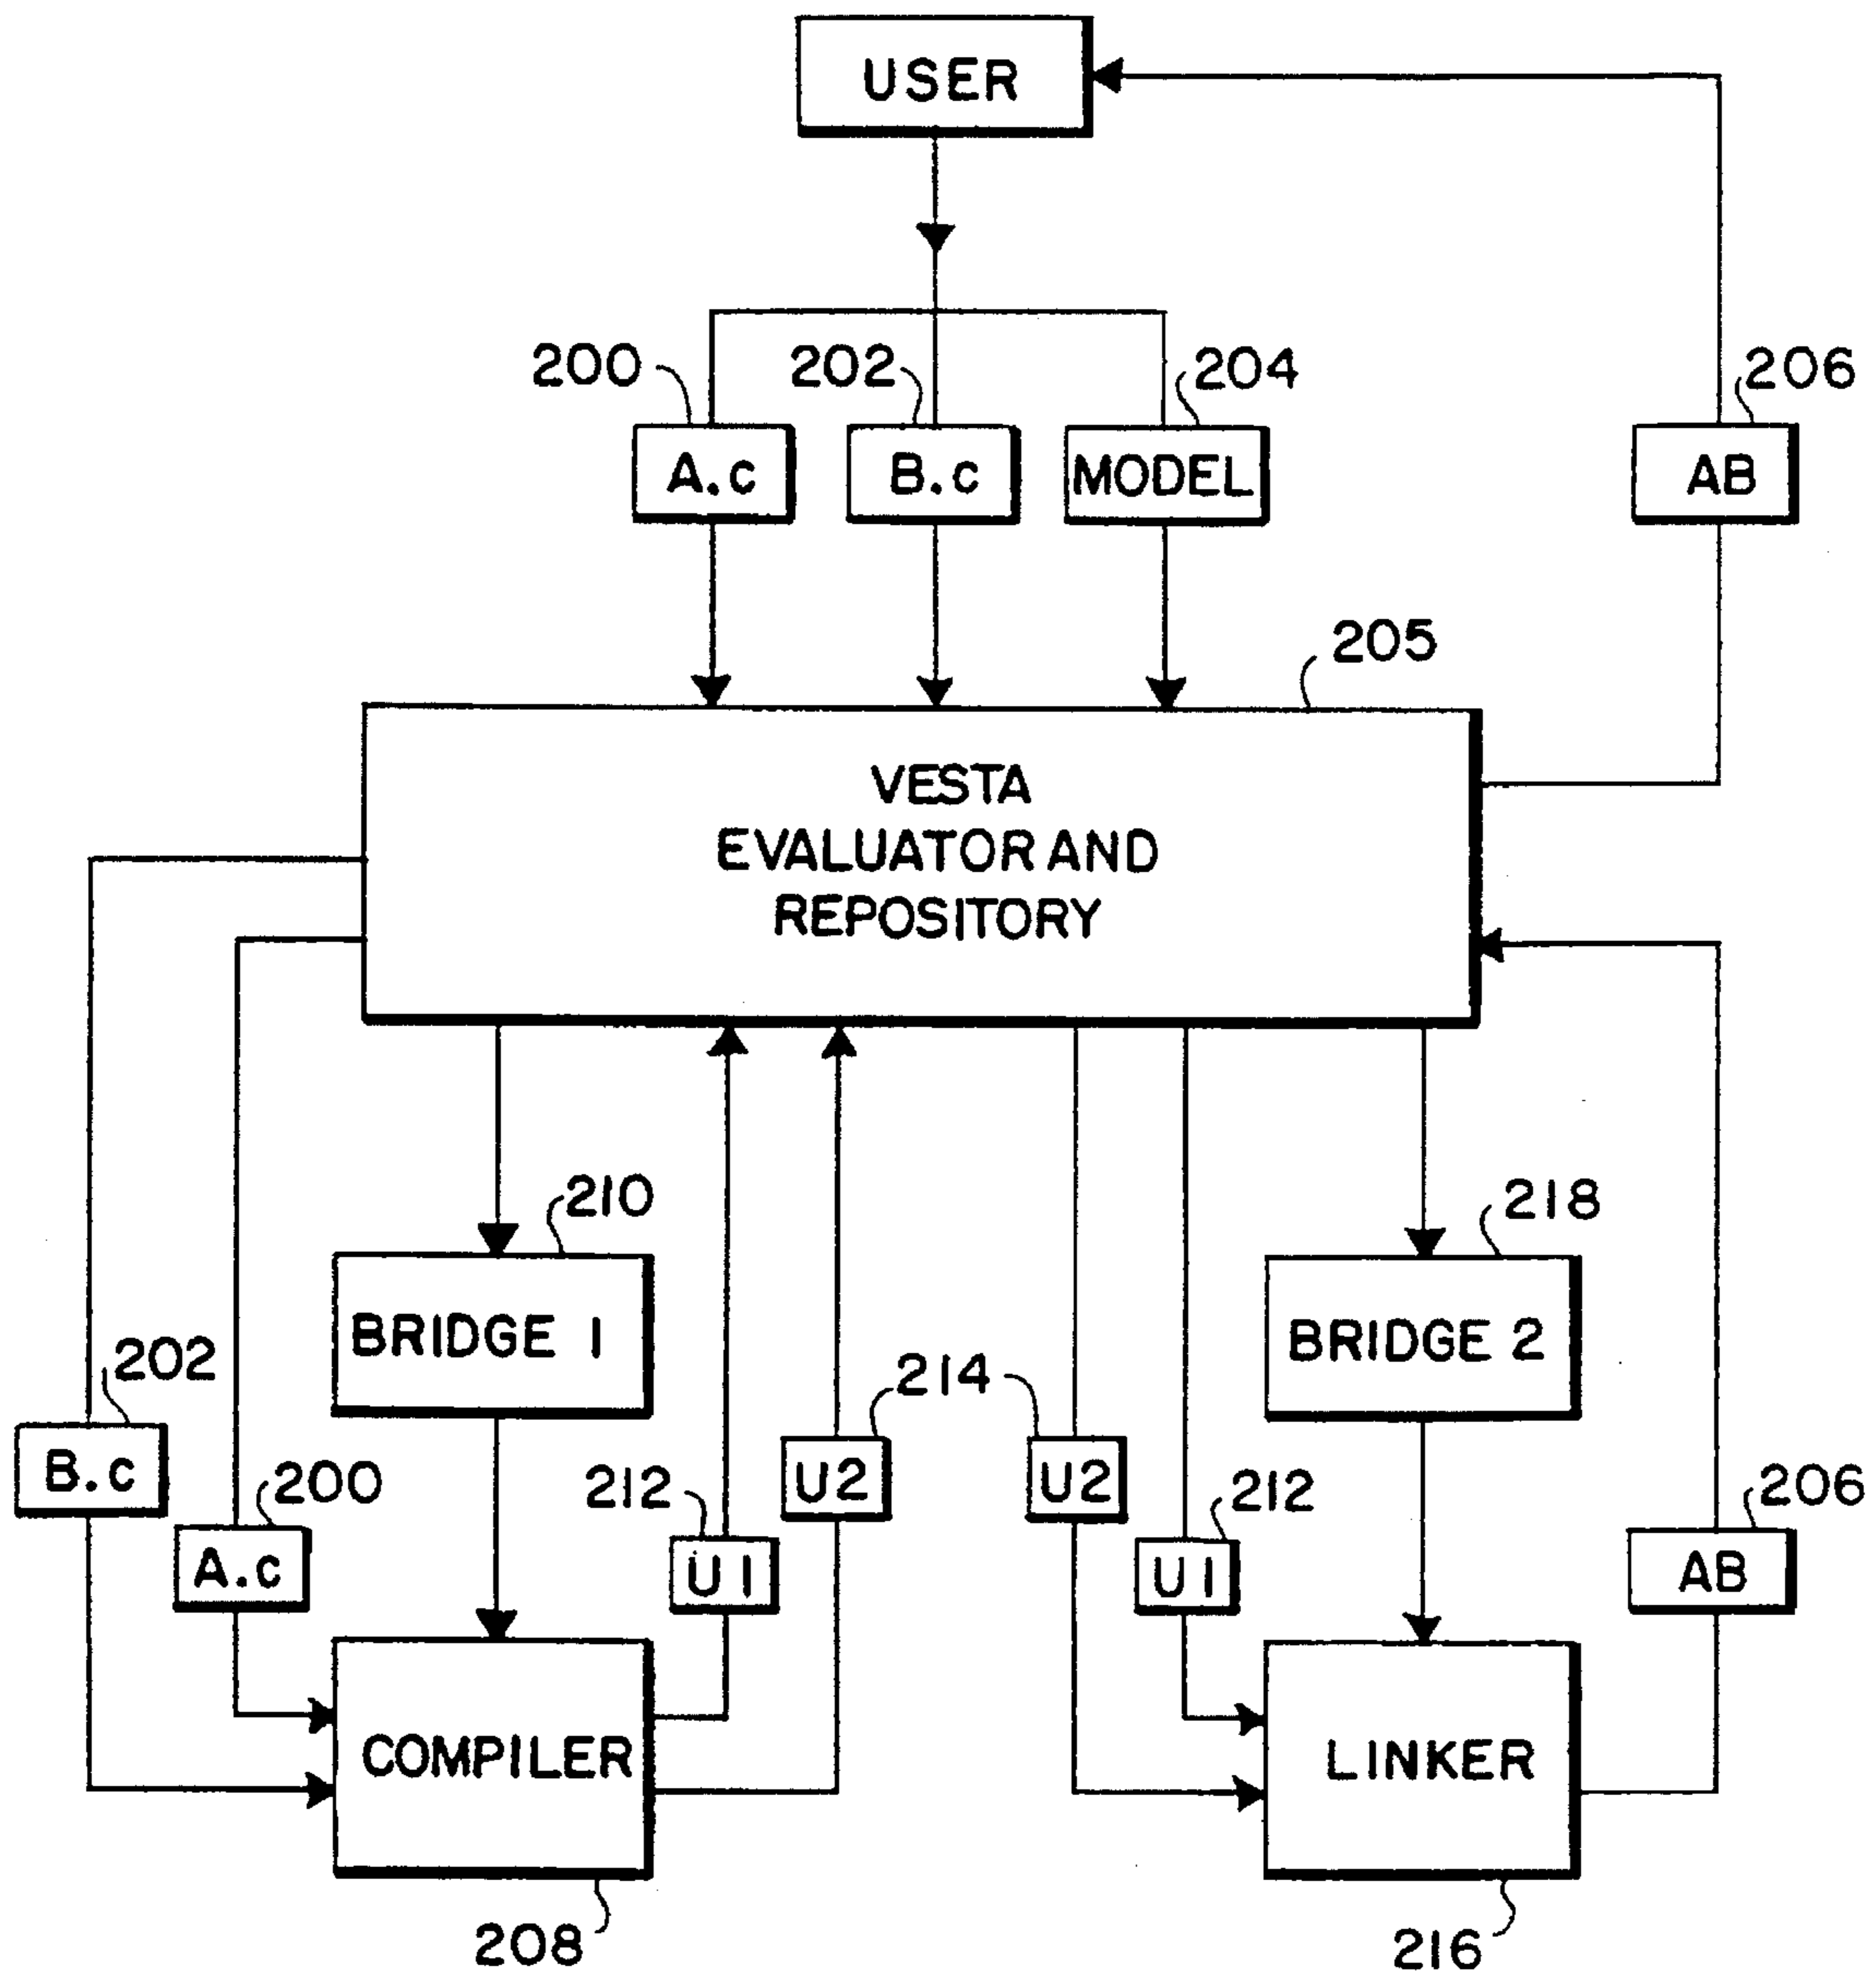 USER
200
202
204
206
A.c
B.c
MODEL
AB
205
VESTA
EVALUATOR AND
REPOSITORY
210
218
BRIDGE 1
BRIDGE 2
202
214
B.c
200
212
U2
U2
212
206
A.c
U1
U1
AB
COMPILER
LINKER
208
216